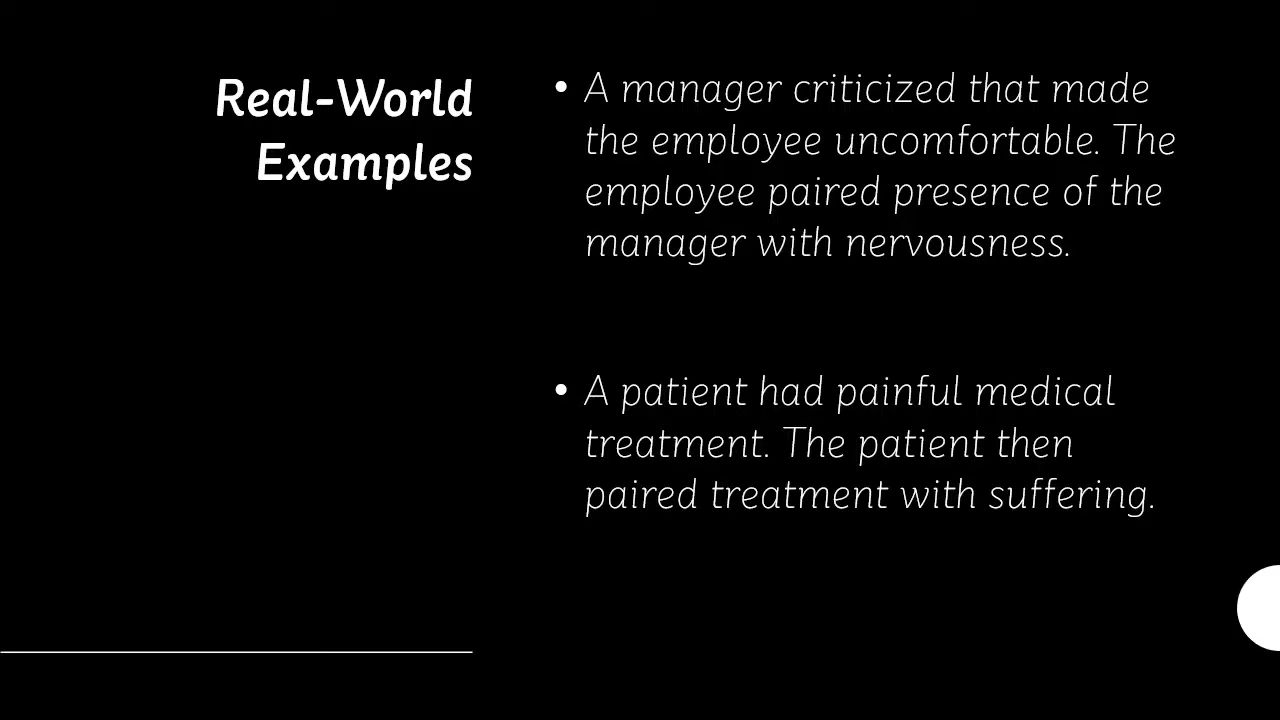 Real-World
Examples
• A manager criticized that made
the employee uncomfortable. The
employee paired presence of the
manager with nervousness.
• A patient had painful medical
treatment. The patient then
paired treatment with suffering.